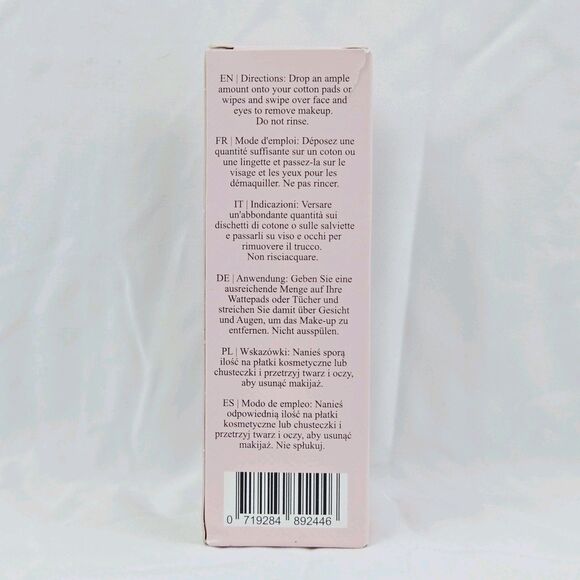 EN | Directions: Drop an ample
amount onto your cotton pads or
wipes and swipe over face and
eyes to remove makeup.
Do not rinse.
FR | Mode d'emploi: Déposez une
quantité suffisante sur un coton ou
une lingette et passez-la sur le
visage et les yeux pour les
démaquiller. Ne pas rincer.
IT | Indicazioni: Versare
un'abbondante quantità sui
dischetti di cotone o sulle salviette
e passarli su viso e occhi per
rimuovere il trucco.
Non risciacquare.
DE | Anwendung: Geben Sie eine
ausreichende Menge auf Ihre
Wattepads oder Tücher und
streichen Sie damit über Gesicht
und Augen, um das Make-up zu
entfernen. Nicht ausspülen.
PL | Wskazówki: Nanieś sporą
ilość na płatki kosmetyczne lub
chusteczki i przetrzyj twarz i oczy,
aby usunąć makijaż.
ES | Modo de empleo: Nanieś
odpowiednią ilość na płatki
kosmetyczne lub chusteczki i
przetrzyj twarz i oczy, aby usunąć
makijaż. Nie spłukuj.
0 719284 892446